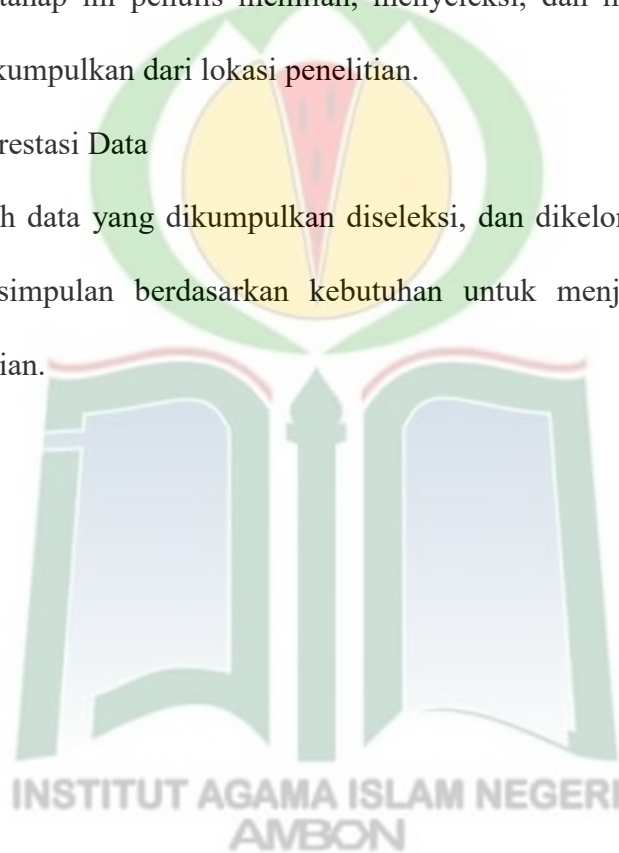 tahap ini penulis memilah, menyeleksi, dan
kumpulkan dari lokasi penelitian.
restasi Data
h data yang dikumpulkan diseleksi, dan dikelo
simpulan berdasarkan kebutuhan untuk menj
ian.
INSTITUT AGAMA ISLAM NEGERI
AMBON